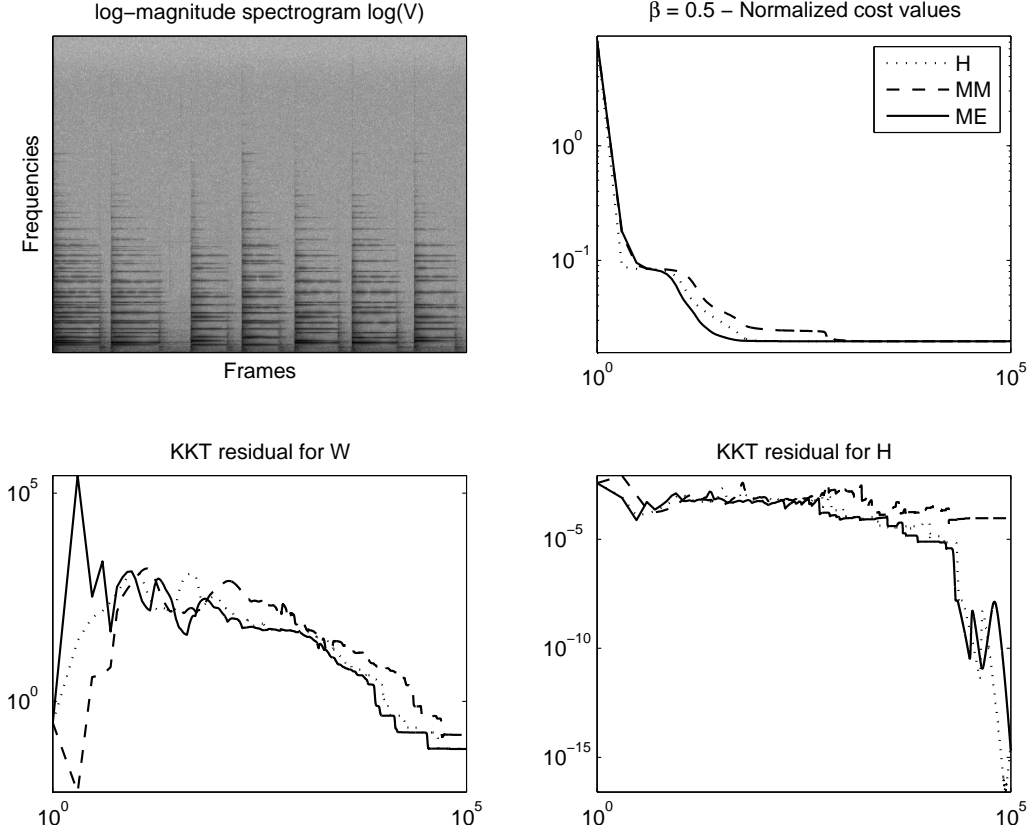 log−magnitude spectrogram log(V)
Frequencies
Frames
β = 0.5 − Normalized cost values
H
MM
ME
10^0
10^−1
10^0
10^5
KKT residual for W
10^5
10^0
10^0
10^5
KKT residual for H
10^−5
10^−10
10^−15
10^0
10^5